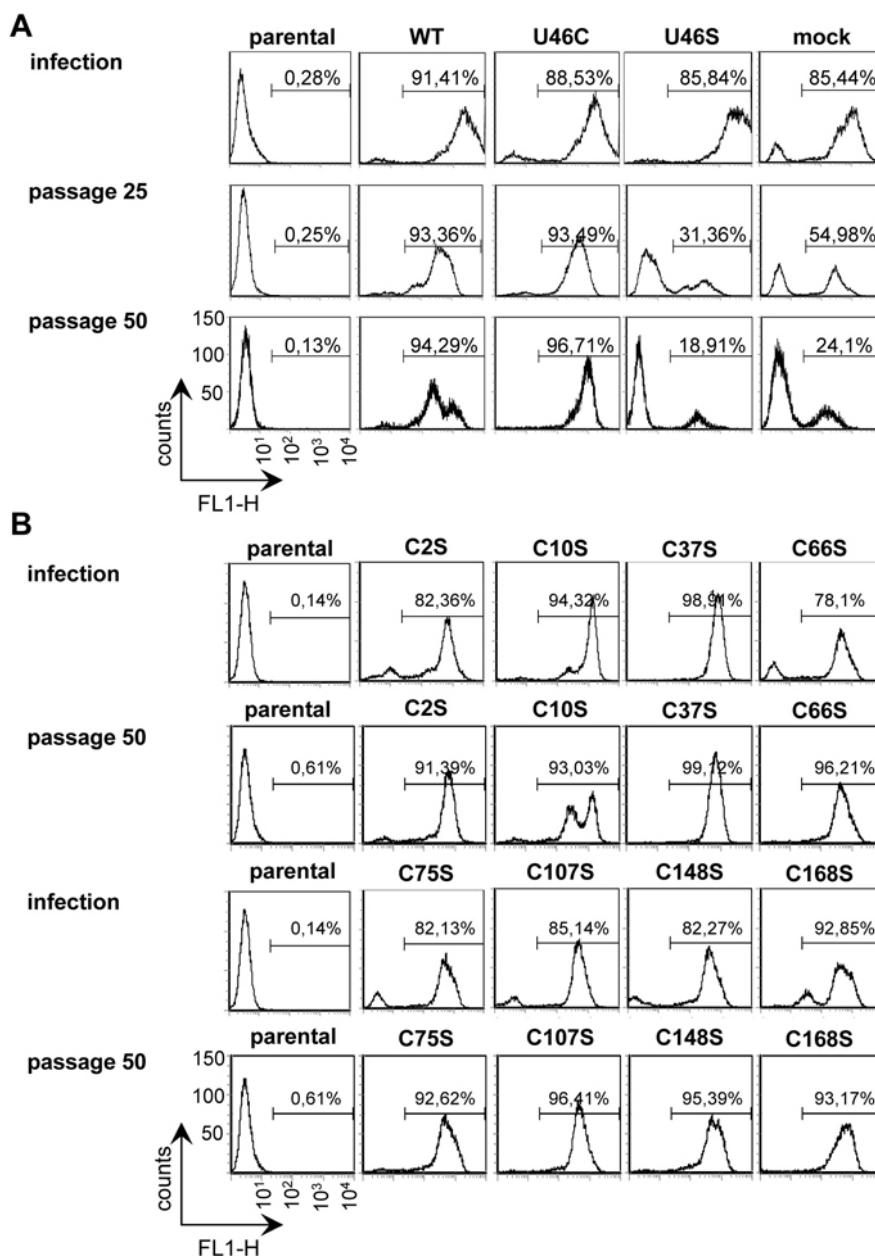 A
parental WT U46C U46S mock
infection
0,28% 91,41% 88,53% 85,84% 85,44%
passage 25
0,25% 93,36% 93,49% 31,36% 54,98%
passage 50
150
100
50
0,13% 94,29% 96,71% 18,91% 24,1%
counts
10¹ 10² 10³ 10⁴
FL1-H
B
parental C2S C10S C37S C66S
infection
0,14% 82,36% 94,32% 98,91% 78,1%
parental C2S C10S C37S C66S
passage 50
0,61% 91,39% 93,03% 99,12% 96,21%
parental C75S C107S C148S C168S
infection
0,14% 82,13% 85,14% 82,27% 92,85%
parental C75S C107S C148S C168S
passage 50
150
100
50
0,61% 92,62% 96,41% 95,39% 93,17%
counts
10¹ 10² 10³ 10⁴
FL1-H